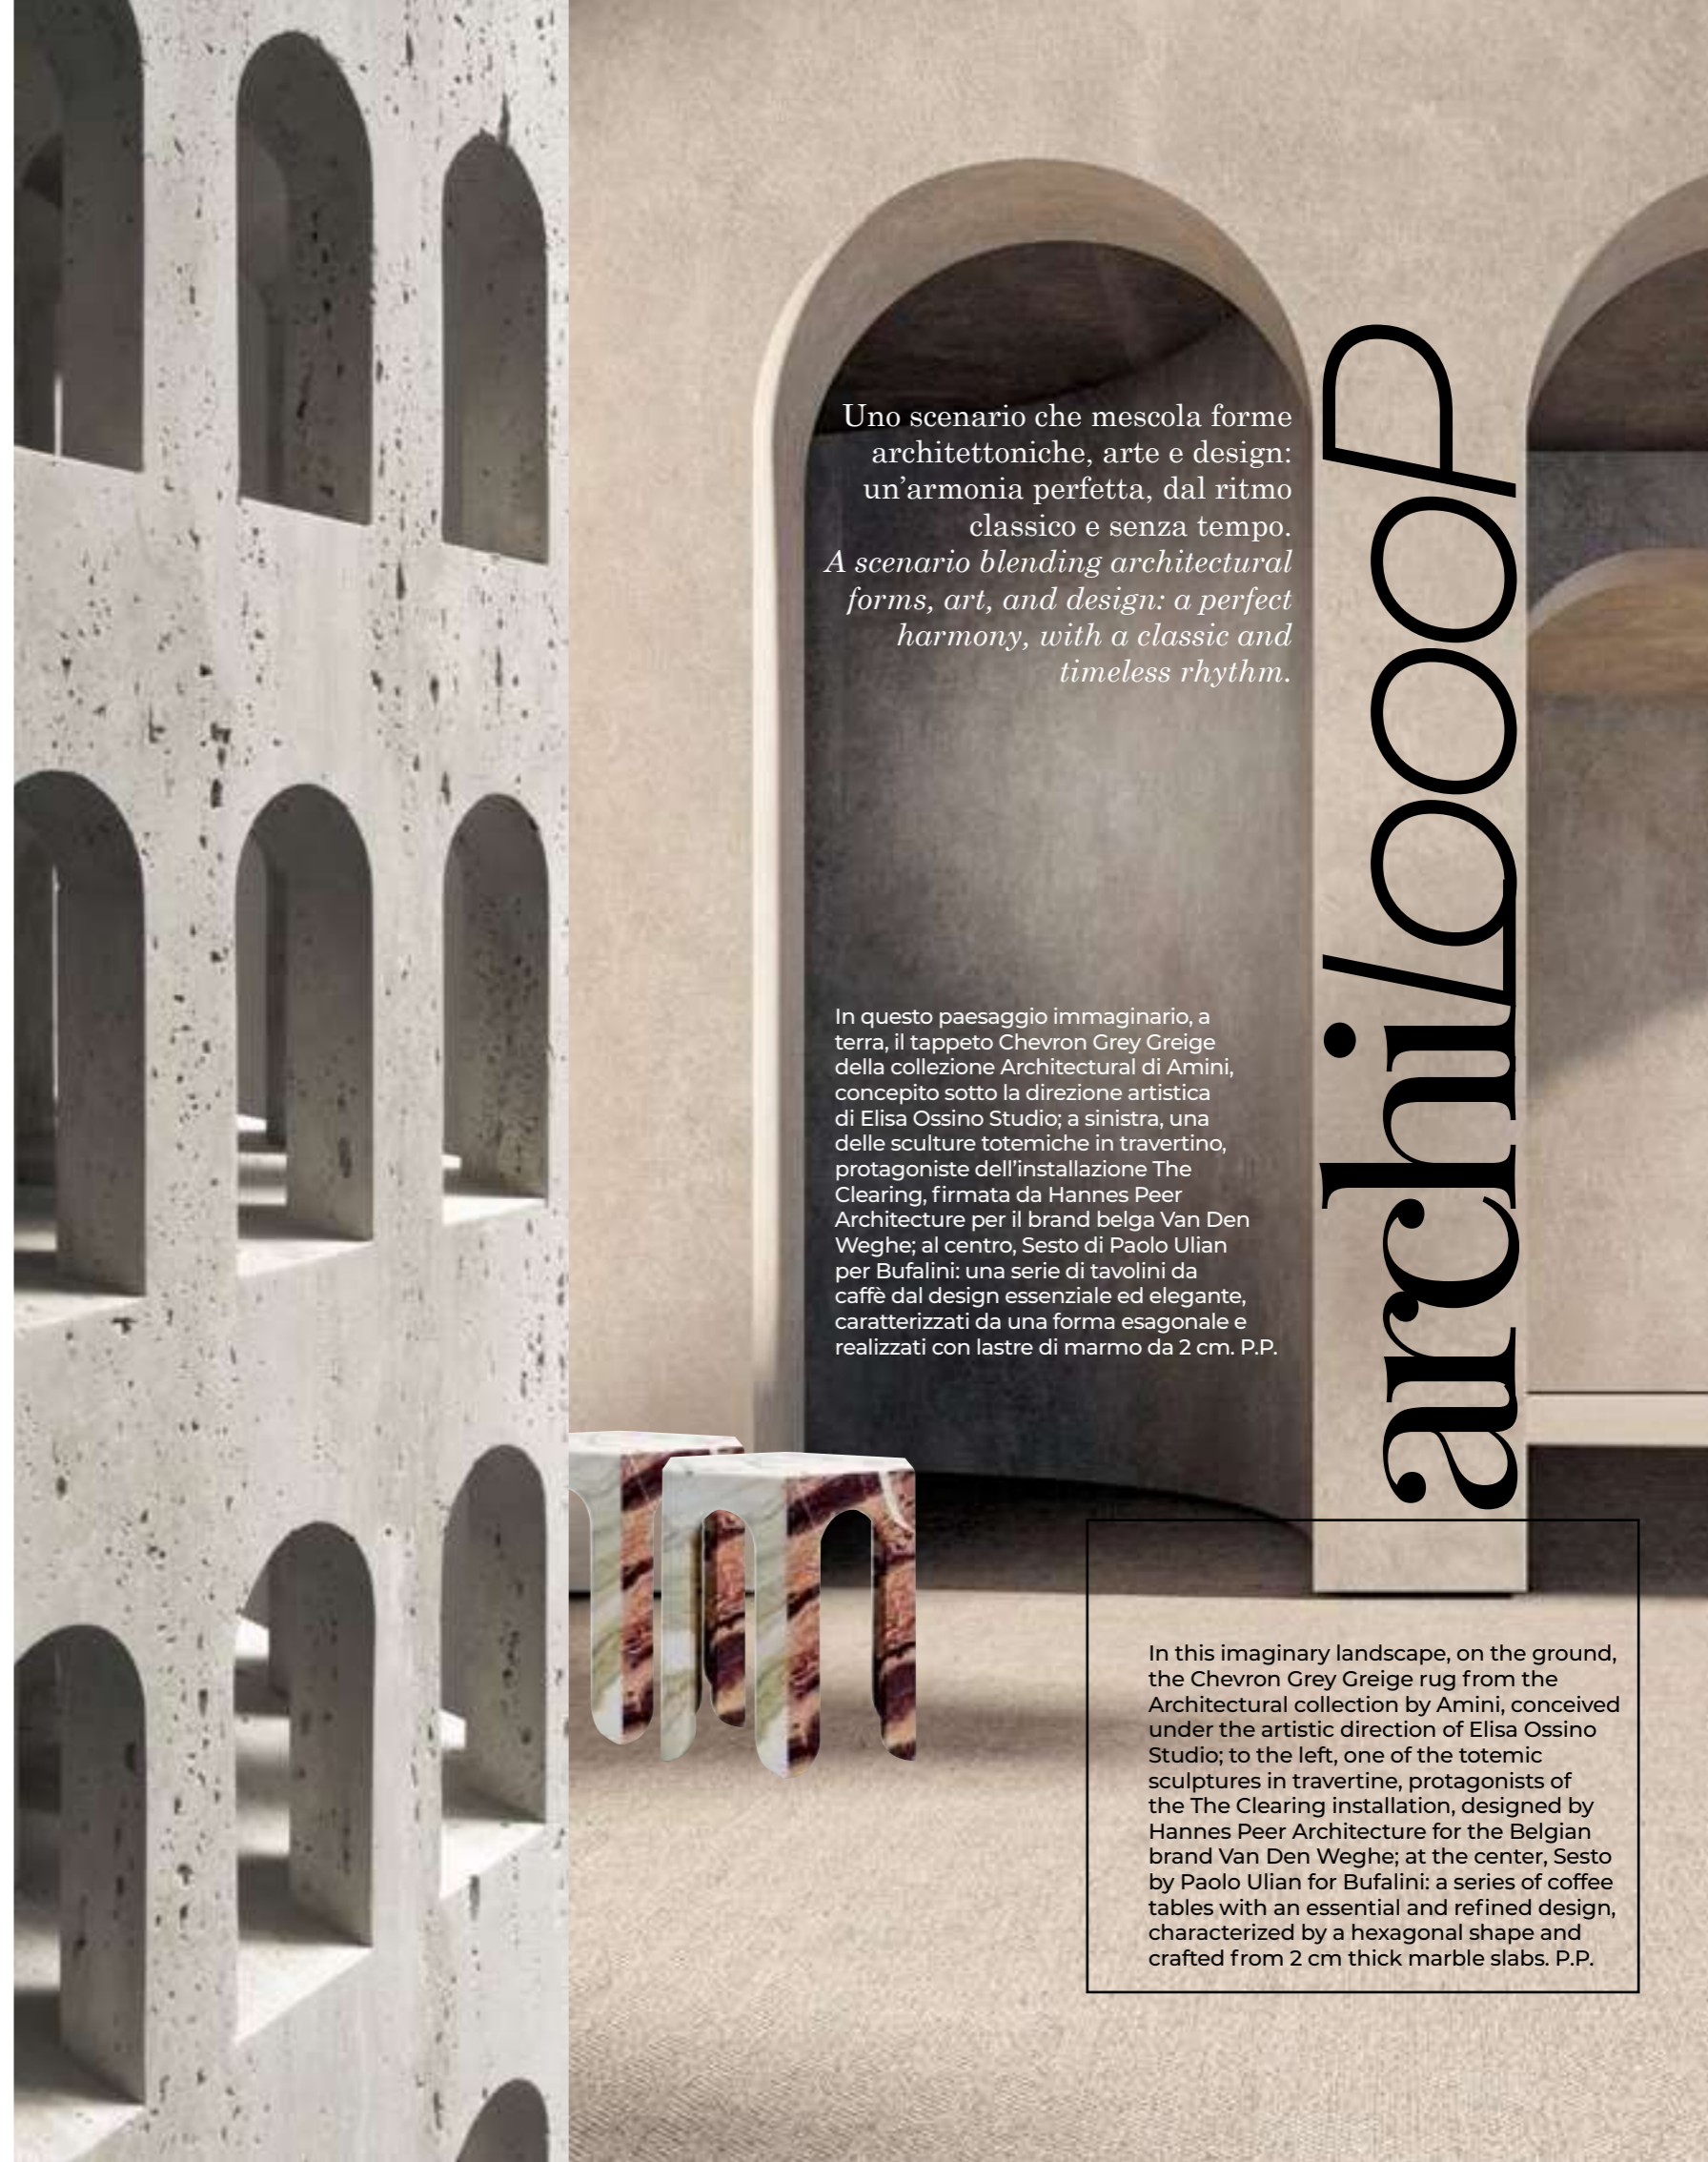 archiLooP
Uno scenario che mescola forme
architettoniche, arte e design:
un’armonia perfetta, dal ritmo
classico e senza tempo.
A scenario blending architectural
forms, art, and design: a perfect
harmony, with a classic and
timeless rhythm.
In questo paesaggio immaginario, a
terra, il tappeto Chevron Grey Greige
della collezione Architectural di Amini,
concepito sotto la direzione artistica
di Elisa Ossino Studio; a sinistra, una
delle sculture totemiche in travertino,
protagoniste dell’installazione The
Clearing, firmata da Hannes Peer
Architecture per il brand belga Van Den
Weghe; al centro, Sesto di Paolo Ulian
per Bufalini: una serie di tavolini da
caffè dal design essenziale ed elegante,
caratterizzati da una forma esagonale e
realizzati con lastre di marmo da 2 cm. P.P.
In this imaginary landscape, on the ground,
the Chevron Grey Greige rug from the
Architectural collection by Amini, conceived
under the artistic direction of Elisa Ossino
Studio; to the left, one of the totemic
sculptures in travertine, protagonists of
the The Clearing installation, designed by
Hannes Peer Architecture for the Belgian
brand Van Den Weghe; at the center, Sesto
by Paolo Ulian for Bufalini: a series of coffee
tables with an essential and refined design,
characterized by a hexagonal shape and
crafted from 2 cm thick marble slabs. P.P.